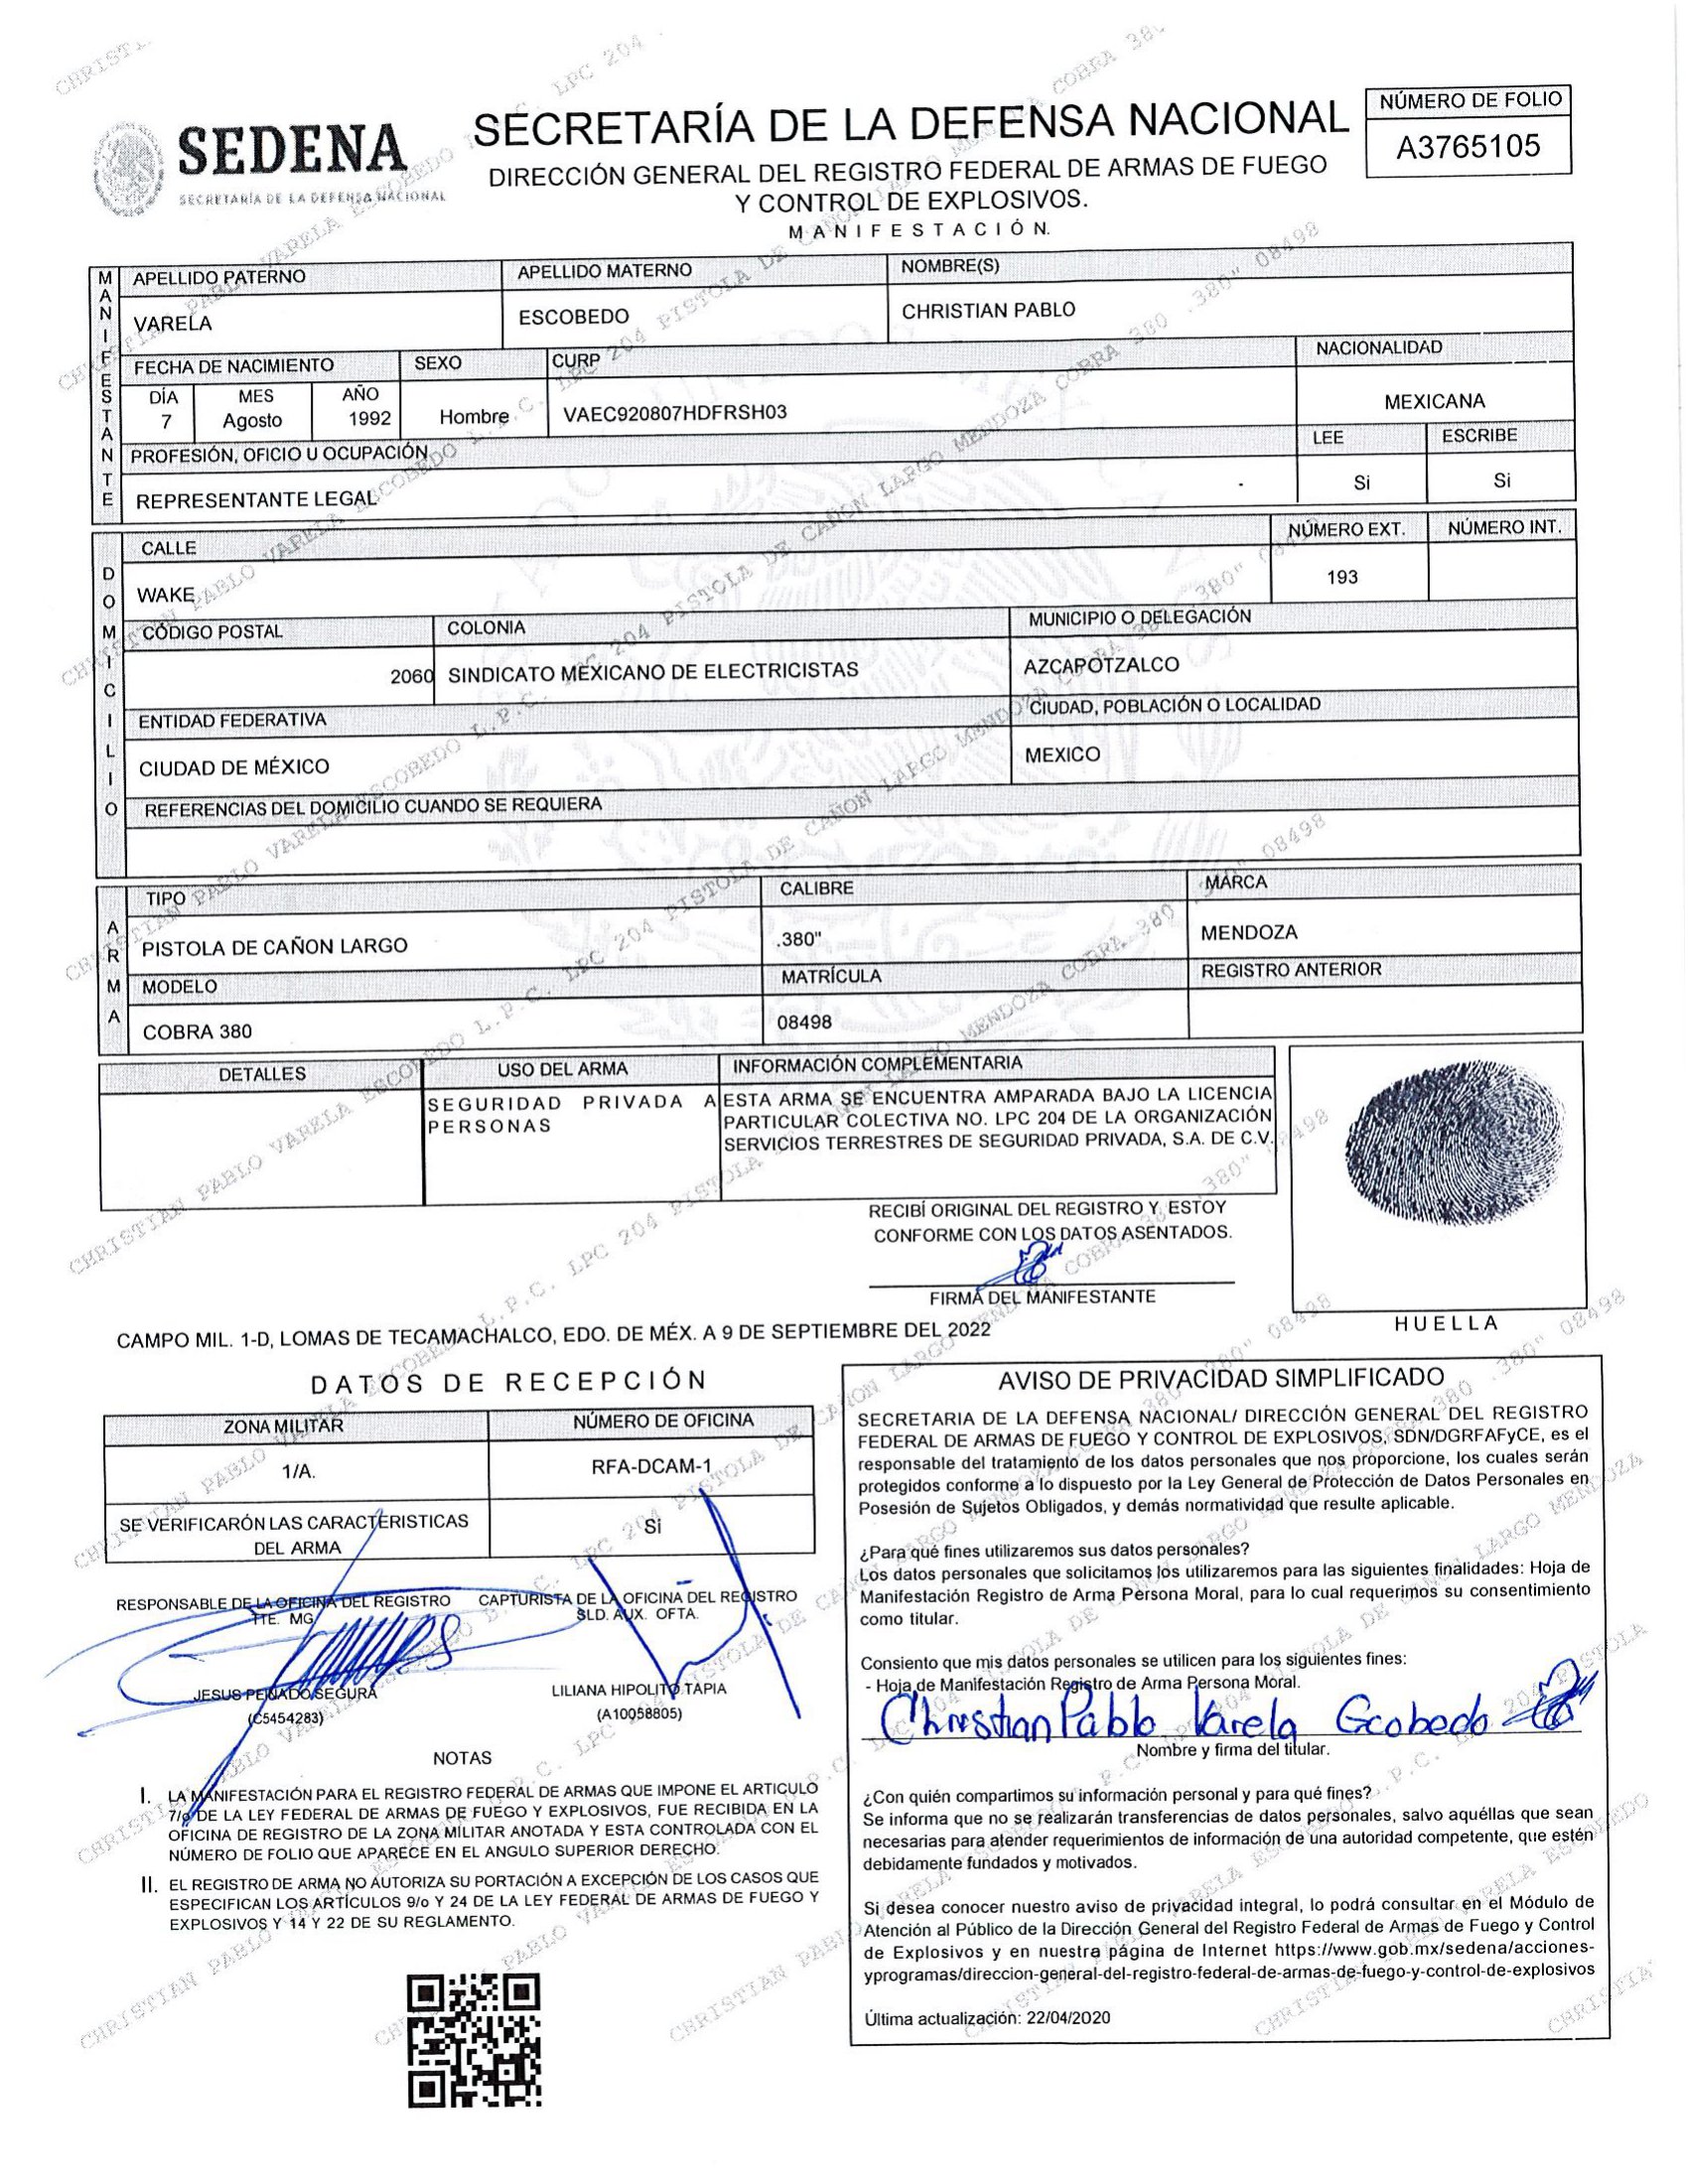 SEDENA
SECRETARÍA DE LA DEFENSA NACIONAL
SECRETARÍA DE LA DEFENSA NACIONAL
DIRECCIÓN GENERAL DEL REGISTRO FEDERAL DE ARMAS DE FUEGO
Y CONTROL DE EXPLOSIVOS.
MANIFESTACIÓN.
NÚMERO DE FOLIO
A3765105
MANIFESTANTE
APELLIDO PATERNO APELLIDO MATERNO NOMBRE(S)
VARELA ESCOBEDO CHRISTIAN PABLO
FECHA DE NACIMIENTO SEXO CURP NACIONALIDAD
DÍA MES AÑO
7 Agosto 1992 Hombre VAEC920807HDFRSH03 MEXICANA
PROFESIÓN, OFICIO U OCUPACIÓN LEE ESCRIBE
REPRESENTANTE LEGAL Si Si
DOMICILIO
CALLE NÚMERO EXT. NÚMERO INT.
WAKE 193
CÓDIGO POSTAL COLONIA MUNICIPIO O DELEGACIÓN
2060 SINDICATO MEXICANO DE ELECTRICISTAS AZCAPOTZALCO
ENTIDAD FEDERATIVA CIUDAD, POBLACIÓN O LOCALIDAD
CIUDAD DE MÉXICO MEXICO
REFERENCIAS DEL DOMICILIO CUANDO SE REQUIERA
ARMA
TIPO CALIBRE MARCA
PISTOLA DE CAÑON LARGO .380" MENDOZA
MODELO MATRÍCULA REGISTRO ANTERIOR
COBRA 380 08498
DETALLES USO DEL ARMA INFORMACIÓN COMPLEMENTARIA
SEGURIDAD PRIVADA A PERSONAS
ESTA ARMA SE ENCUENTRA AMPARADA BAJO LA LICENCIA
PARTICULAR COLECTIVA NO. LPC 204 DE LA ORGANIZACIÓN
SERVICIOS TERRESTRES DE SEGURIDAD PRIVADA, S.A. DE C.V.
RECIBÍ ORIGINAL DEL REGISTRO Y ESTOY
CONFORME CON LOS DATOS ASENTADOS.
FIRMA DEL MANIFESTANTE
HUELLA
CAMPO MIL. 1-D, LOMAS DE TECAMACHALCO, EDO. DE MÉX. A 9 DE SEPTIEMBRE DEL 2022
DATOS DE RECEPCIÓN
ZONA MILITAR NÚMERO DE OFICINA
1/A. RFA-DCAM-1
SE VERIFICARÓN LAS CARACTERISTICAS
DEL ARMA
Si
RESPONSABLE DE LA OFICINA DEL REGISTRO
TTE. MG.
JESUS PEINADO SEGURA
(C5454283)
CAPTURISTA DE LA OFICINA DEL REGISTRO
SLD. AUX. OFTA.
LILIANA HIPOLITO TAPIA
(A10058805)
NOTAS
I. LA MANIFESTACIÓN PARA EL REGISTRO FEDERAL DE ARMAS QUE IMPONE EL ARTICULO
7/o DE LA LEY FEDERAL DE ARMAS DE FUEGO Y EXPLOSIVOS, FUE RECIBIDA EN LA
OFICINA DE REGISTRO DE LA ZONA MILITAR ANOTADA Y ESTA CONTROLADA CON EL
NÚMERO DE FOLIO QUE APARECE EN EL ANGULO SUPERIOR DERECHO.
II. EL REGISTRO DE ARMA NO AUTORIZA SU PORTACIÓN A EXCEPCIÓN DE LOS CASOS QUE
ESPECIFICAN LOS ARTÍCULOS 9/o Y 24 DE LA LEY FEDERAL DE ARMAS DE FUEGO Y
EXPLOSIVOS Y 14 Y 22 DE SU REGLAMENTO.
AVISO DE PRIVACIDAD SIMPLIFICADO
SECRETARIA DE LA DEFENSA NACIONAL/ DIRECCIÓN GENERAL DEL REGISTRO
FEDERAL DE ARMAS DE FUEGO Y CONTROL DE EXPLOSIVOS, SDN/DGRFAFyCE, es el
responsable del tratamiento de los datos personales que nos proporcione, los cuales serán
protegidos conforme a lo dispuesto por la Ley General de Protección de Datos Personales en
Posesión de Sujetos Obligados, y demás normatividad que resulte aplicable.
¿Para qué fines utilizaremos sus datos personales?
Los datos personales que solicitamos los utilizaremos para las siguientes finalidades: Hoja de
Manifestación Registro de Arma Persona Moral, para lo cual requerimos su consentimiento
como titular.
Consiento que mis datos personales se utilicen para los siguientes fines:
- Hoja de Manifestación Registro de Arma Persona Moral.
Christian Pablo Varela Escobedo
Nombre y firma del titular.
¿Con quién compartimos su información personal y para qué fines?
Se informa que no se realizarán transferencias de datos personales, salvo aquéllas que sean
necesarias para atender requerimientos de información de una autoridad competente, que estén
debidamente fundados y motivados.
Si desea conocer nuestro aviso de privacidad integral, lo podrá consultar en el Módulo de
Atención al Público de la Dirección General del Registro Federal de Armas de Fuego y Control
de Explosivos y en nuestra página de Internet https://www.gob.mx/sedena/acciones-
yprogramas/direccion-general-del-registro-federal-de-armas-de-fuego-y-control-de-explosivos
Última actualización: 22/04/2020
CHRISTIAN PABLO VARELA ESCOBEDO L.P.C. LPC 204 PISTOLA DE CAÑON LARGO MENDOZA COBRA 380 .380" 08498